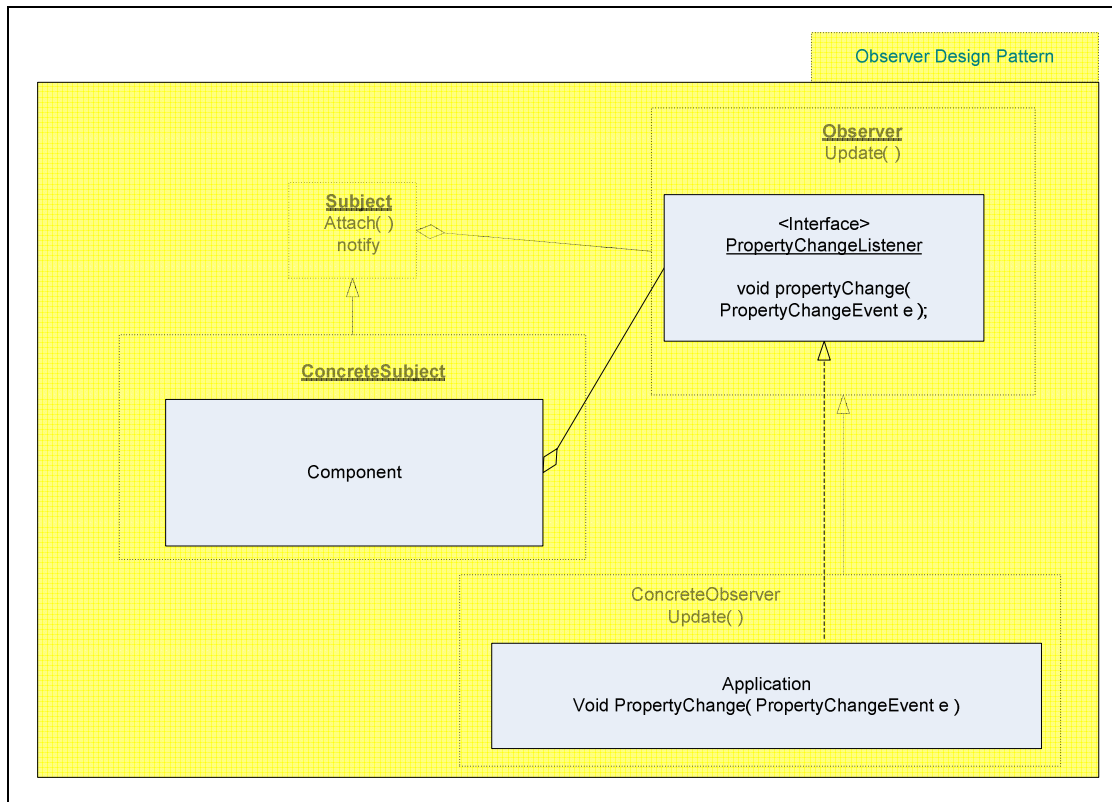 Observer Design Pattern
Observer
Update( )
Subject
Attach( )
notify
<Interface>
PropertyChangeListener
void propertyChange(
PropertyChangeEvent e );
ConcreteSubject
Component
ConcreteObserver
Update( )
Application
Void PropertyChange( PropertyChangeEvent e )